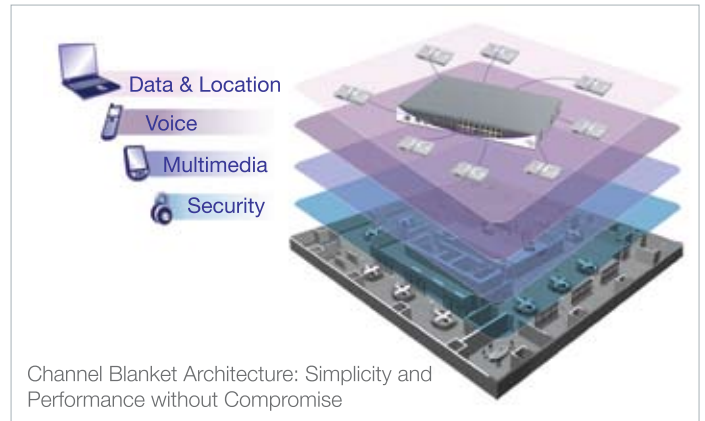 Data & Location
Voice
Multimedia
Security
Channel Blanket Architecture: Simplicity and
Performance without Compromise